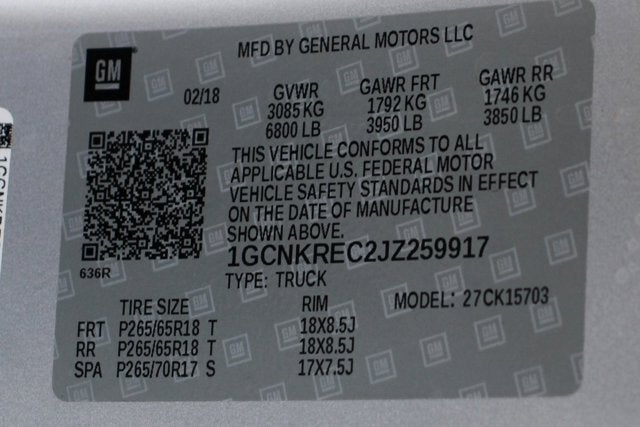 GM
MFD BY GENERAL MOTORS LLC
02/18
GVWR GAWR FRT GAWR RR
3085 KG 1792 KG 1746 KG
6800 LB 3950 LB 3850 LB
THIS VEHICLE CONFORMS TO ALL
APPLICABLE U.S. FEDERAL MOTOR
VEHICLE SAFETY STANDARDS IN EFFECT
ON THE DATE OF MANUFACTURE
SHOWN ABOVE.
636R
1GCNKREC2JZ259917
TYPE: TRUCK
MODEL: 27CK15703
TIRE SIZE RIM
FRT P265/65R18 T 18X8.5J
RR P265/65R18 T 18X8.5J
SPA P265/70R17 S 17X7.5J